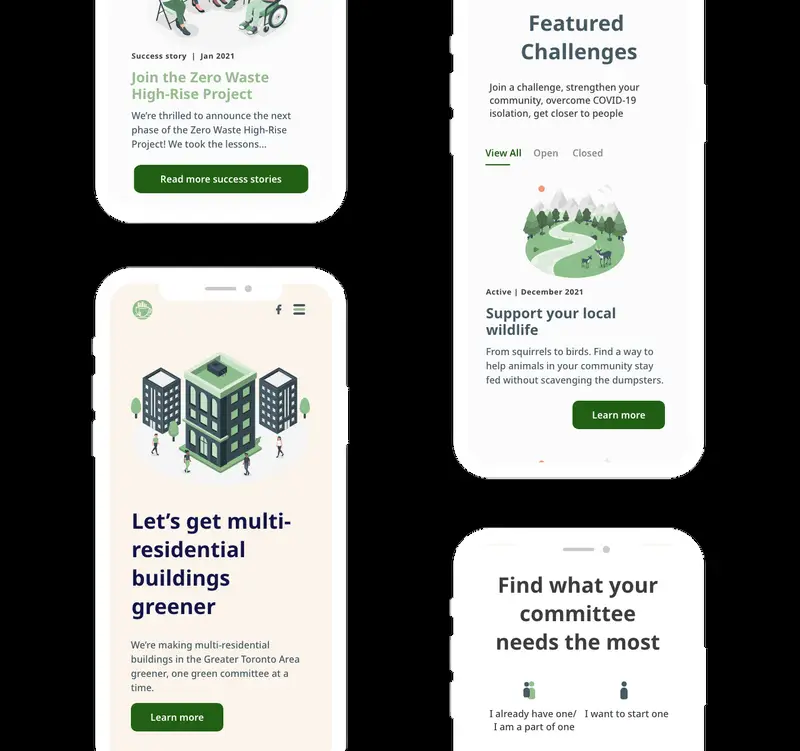 Success story | Jan 2021
Join the Zero Waste
High-Rise Project
We're thrilled to announce the next
phase of the Zero Waste High-Rise
Project! We took the lessons...
Read more success stories
Let's get multi-
residential
buildings
greener
We're making multi-residential
buildings in the Greater Toronto Area
greener, one green committee at a
time.
Learn more
Featured
Challenges
Join a challenge, strengthen your
community, overcome COVID-19
isolation, get closer to people
View All Open Closed
Active | December 2021
Support your local
wildlife
From squirrels to birds. Find a way to
help animals in your community stay
fed without scavenging the dumpsters.
Learn more
Find what your
committee
needs the most
I already have one/
I am a part of one
I want to start one